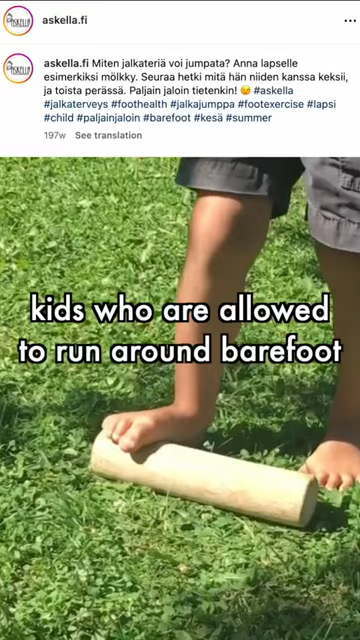 askella.fi
askella.fi Miten jalkateriä voi jumpata? Anna lapselle
esimerkiksi mölkky. Seuraa hetki mitä hän niiden kanssa keksii,
ja toista perässä. Paljain jaloin tietenkin! 😉 #askella
#jalkaterveys #foothealth #jalkajumppa #footexercise #lapsi
#child #paljainjaloin #barefoot #kesä #summer
197w See translation
kids who are allowed
to run around barefoot